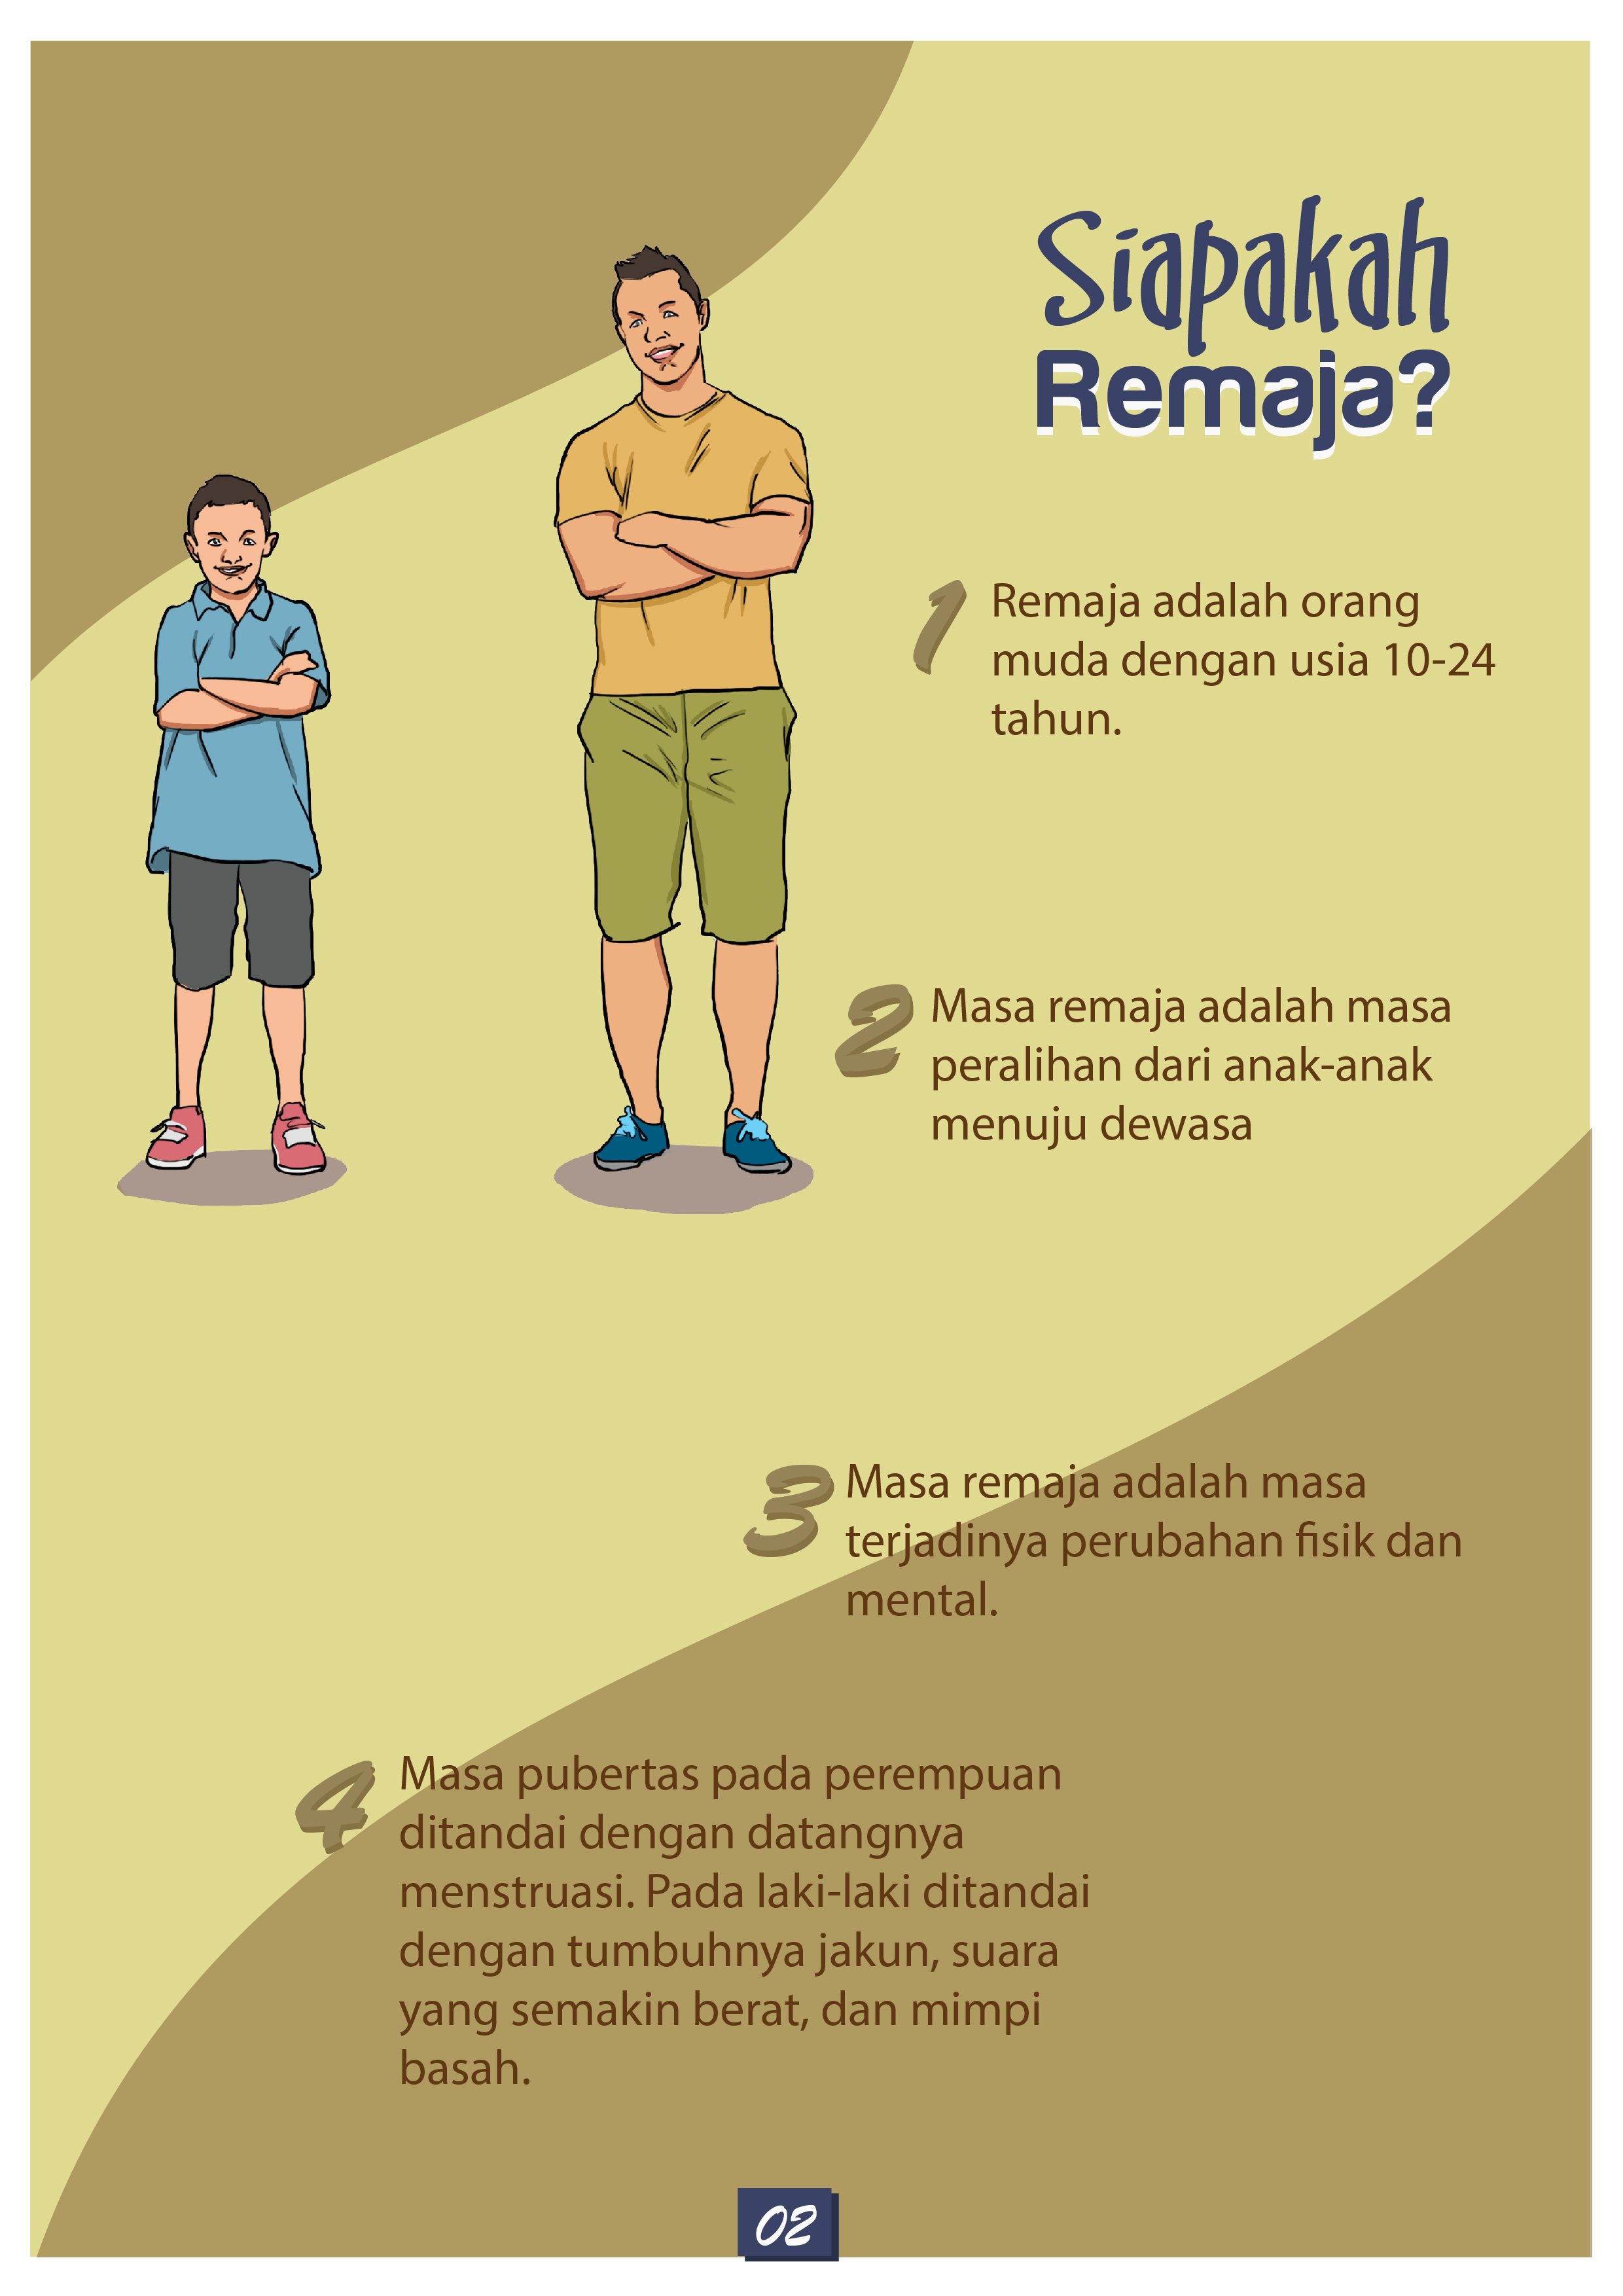 Siapakah
Remaja?
1
Remaja adalah orang
muda dengan usia 10-24
tahun.
2
Masa remaja adalah masa
peralihan dari anak-anak
menuju dewasa
3
Masa remaja adalah masa
terjadinya perubahan fisik dan
mental.
4
Masa pubertas pada perempuan
ditandai dengan datangnya
menstruasi. Pada laki-laki ditandai
dengan tumbuhnya jakun, suara
yang semakin berat, dan mimpi
basah.
02